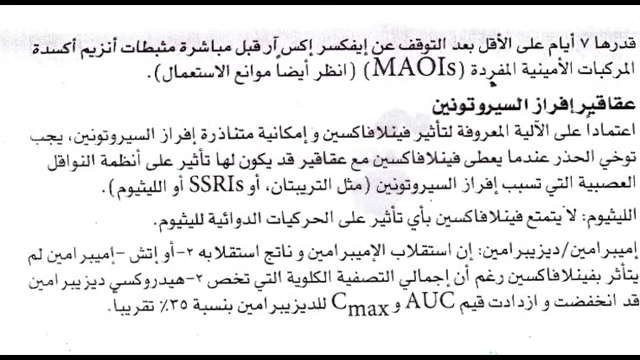 قدرها ٧ أيام على الأقل بعد التوقف عن إيفكسر إكس آر قبل مباشرة مثبطات أنزيم أكسدة
المركبات الأمينية المفردة (MAOIs) (انظر أيضاً موانع الاستعمال).
عقاقير إفراز السيروتونين
اعتماداً على الآلية المعروفة لتأثير فينلافاكسين و إمكانية متناذرة إفراز السيروتونين، يجب
توخي الحذر عندما يعطى فينلافاكسين مع عقاقير قد يكون لها تأثير على أنظمة النواقل
العصبية التي تسبب إفراز السيروتونين (مثل التريبتان، أو SSRIs أو الليثيوم).
الليثيوم: لا يتمتع فينلافاكسين بأي تأثير على الحركيات الدوائية لليثيوم.
إميبرامين/ديزيبرامين: إن استقلاب الإميبرامين و ناتج استقلابه ٢-أو إتش -إميبرامين لم
يتأثر بفينلافاكسين رغم أن إجمالي التصفية الكلوية التي تخص ٢-هيدروكسي ديزيبرامين
قد انخفضت و ازدادت قيم AUC و Cmax للديزيبرامين بنسبة ٣٥٪ تقريباً.